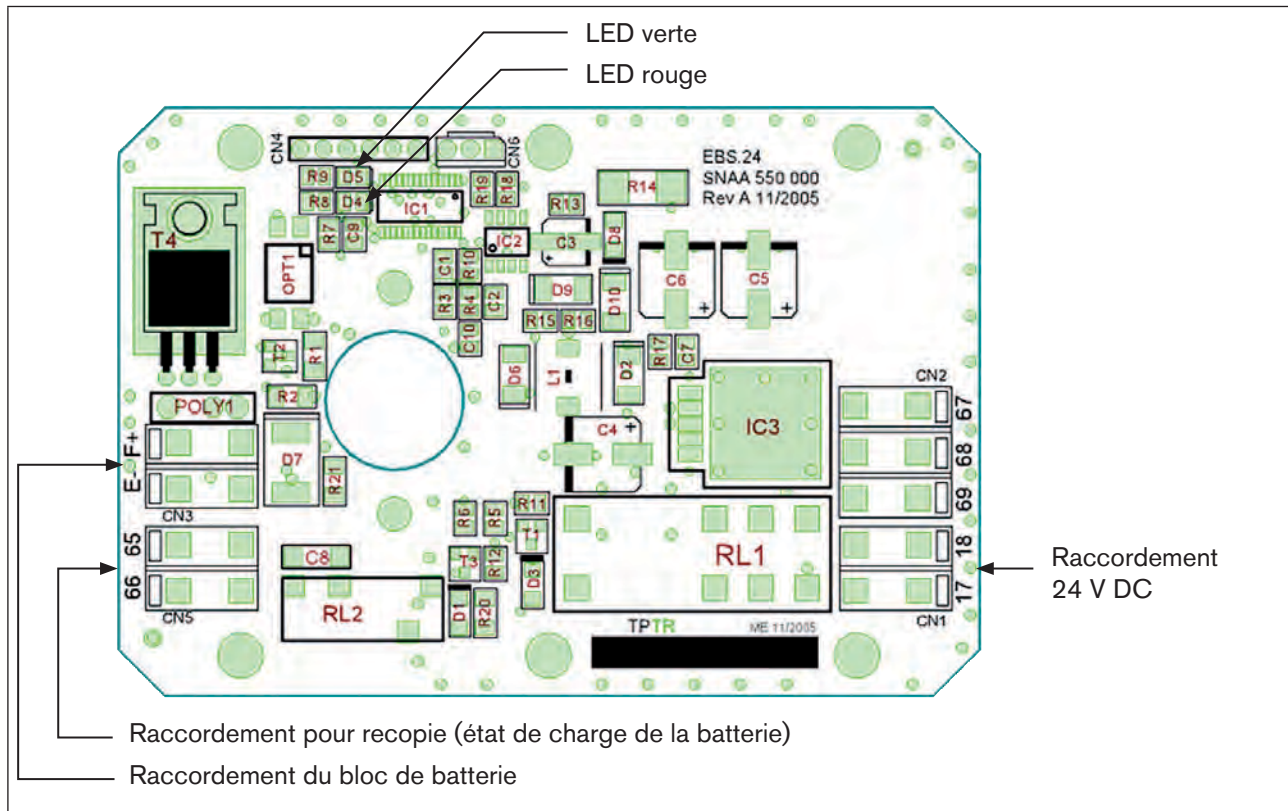 LED verte
LED rouge
CN4
CN6
EBS.24
SNAA 550 000
Rev A 11/2005
R9 D5
R8 D4
R7 C9
IC1
R19 R18
R13
R14
IC2
C3
D8
T4
OPT1
C1 R10
R3 R4 C2
C10
D9
D10
R15 R16
C6
C5
T2
R1
R2
D6
L1
D2
R17 C7
CN2
POLY1
D7
R21
C4
IC3
67
68
69
F+
E-
CN3
65
66
CN5
C8
RL2
R6
R5
R11
T1
T3
R12
D3
D1
R20
RL1
18
17
CN1
TPTR
ME 11/2005
Raccordement
24 V DC
Raccordement pour recopie (état de charge de la batterie)
Raccordement du bloc de batterie